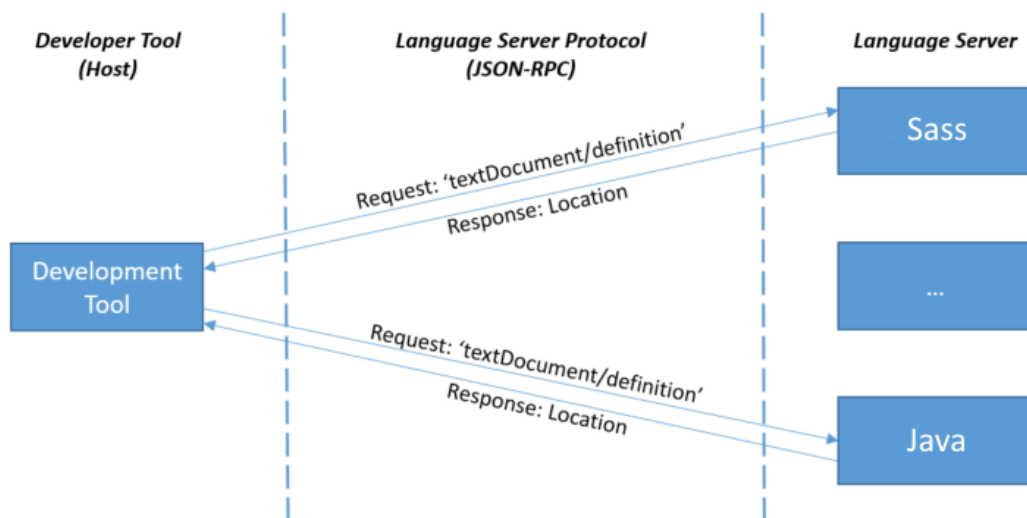 Developer Tool
(Host)
Language Server Protocol
(JSON-RPC)
Language Server
Sass
Request: ‘textDocument/definition’
Response: Location
Development
Tool
...
Request: ‘textDocument/definition’
Response: Location
Java